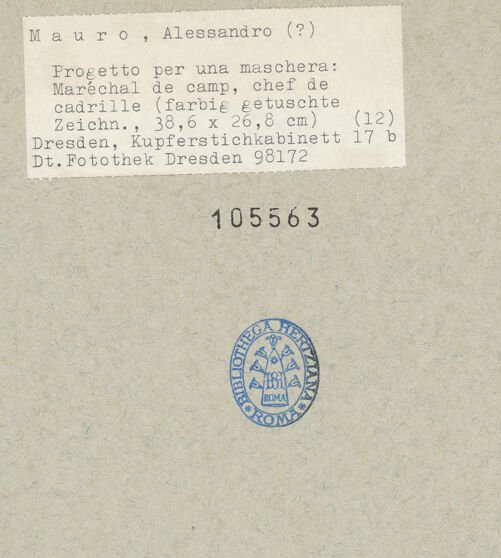 M a u r o , Alessandro (?)
Progetto per una maschera:
Maréchal de camp, chef de
cadrille (farbig getuschte
Zeichn., 38,6 x 26,8 cm) (12)
Dresden, Kupferstichkabinett 17 b
Dt.Fotothek Dresden 98172
105563
BIBLIOTHECA HERTZIANA
ROMA
* ROMA *